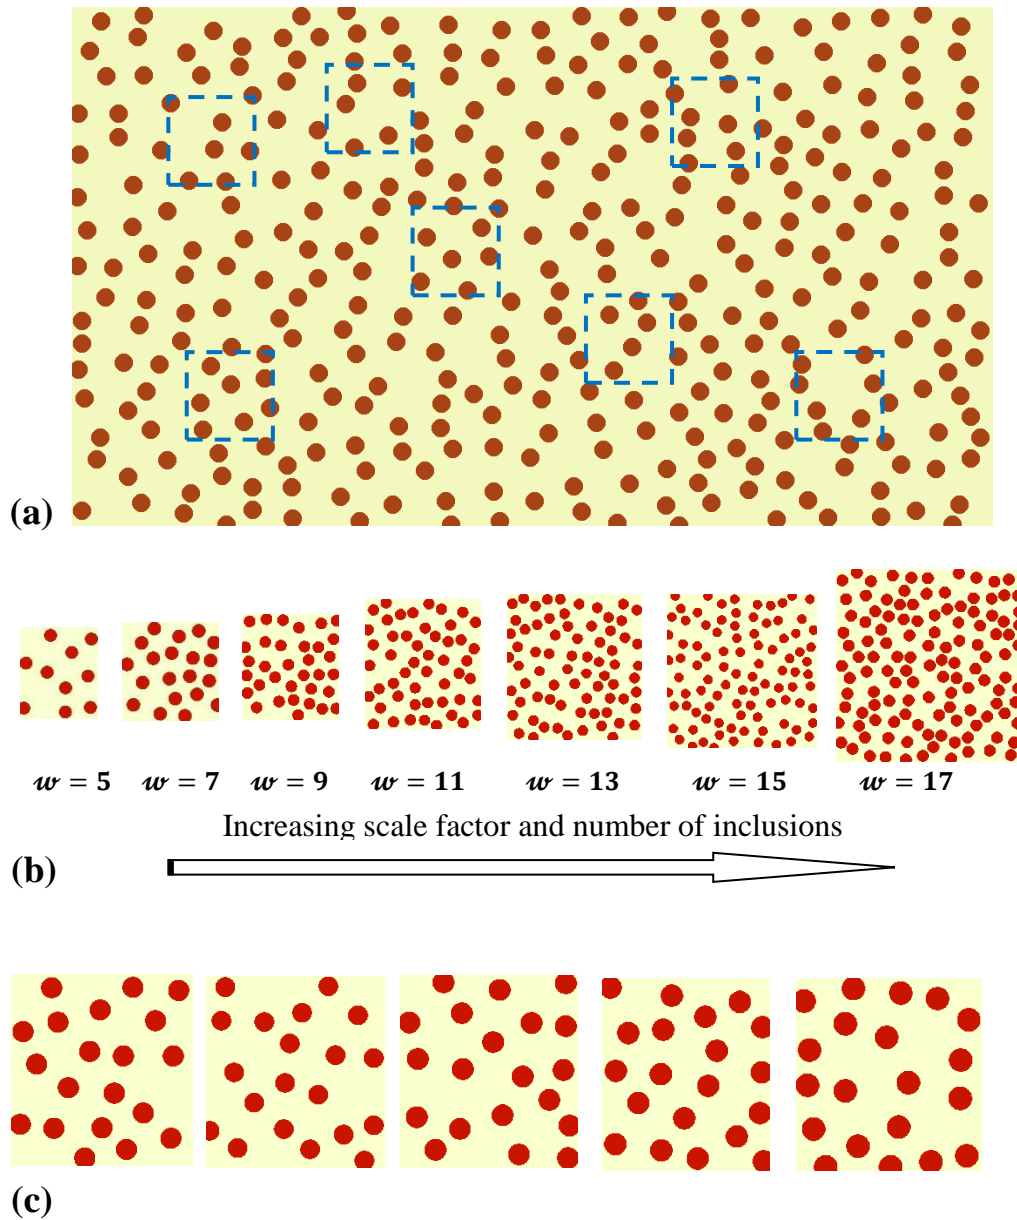 (a)
𝓌 = 5 𝓌 = 7 𝓌 = 9 𝓌 = 11 𝓌 = 13 𝓌 = 15 𝓌 = 17
Increasing scale factor and number of inclusions
(b)
(c)